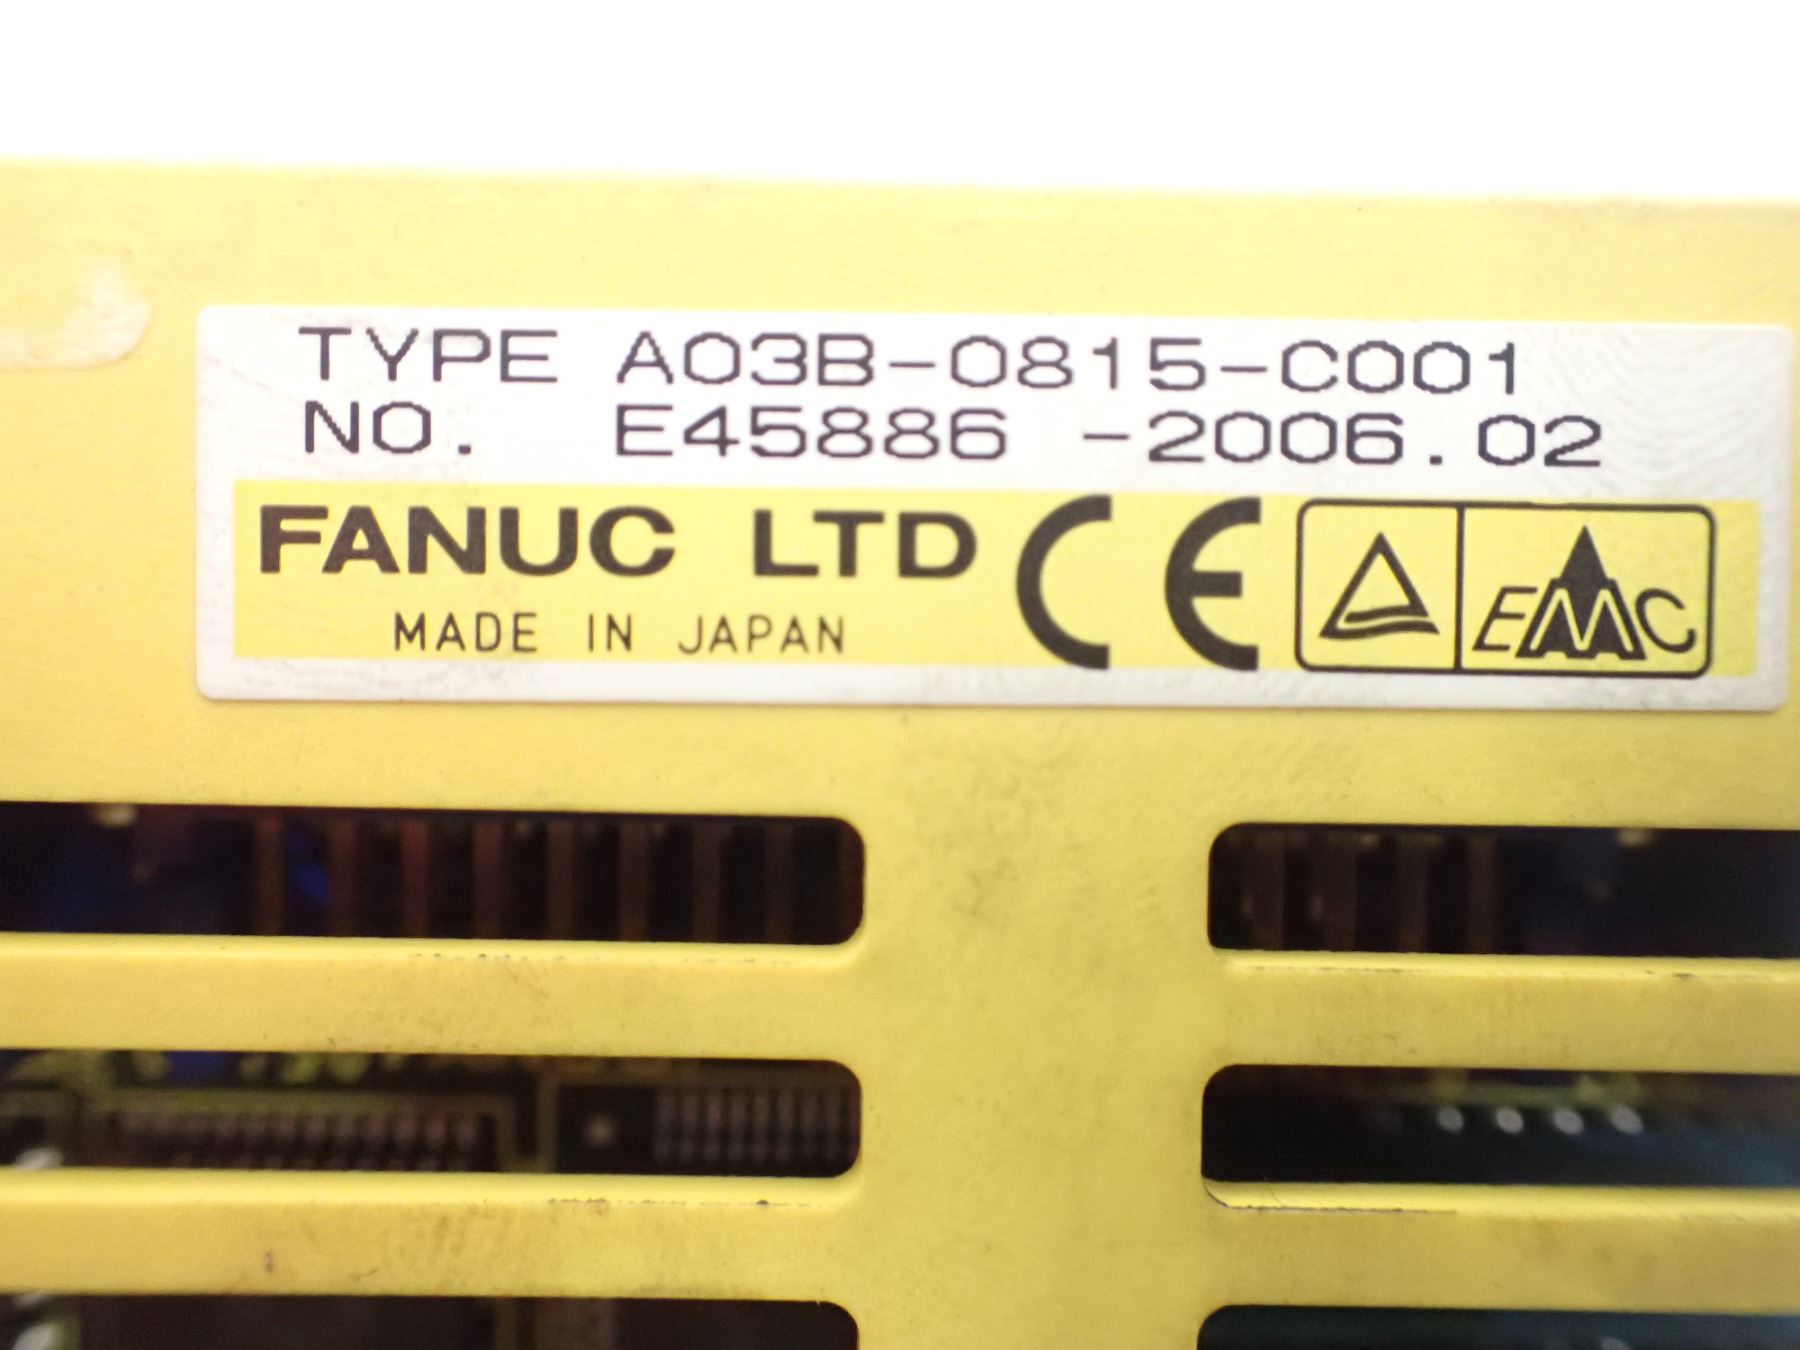 TYPE A03B-0815-C001
NO. E45886 -2006.02
FANUC LTD CE EMC
MADE IN JAPAN